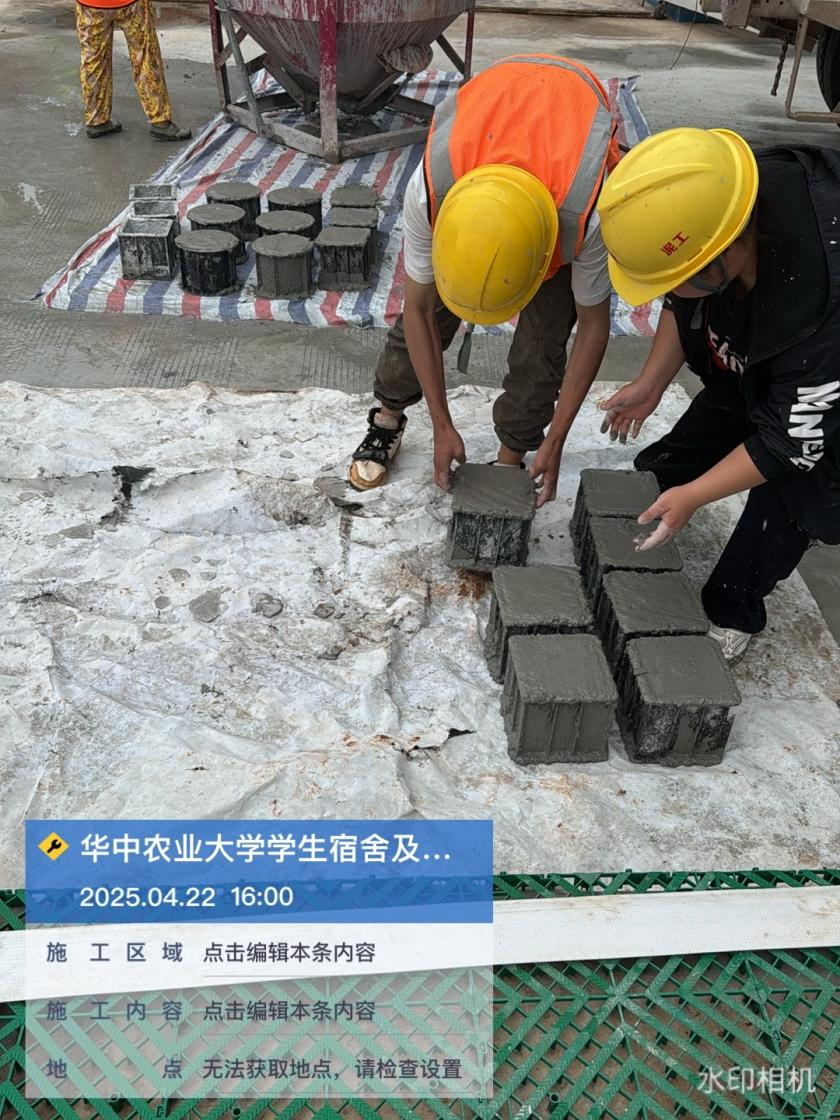 泥工
华中农业大学学生宿舍及...
2025.04.22 16:00
施工区域 点击编辑本条内容
施工内容 点击编辑本条内容
地点 无法获取地点，请检查设置
水印相机